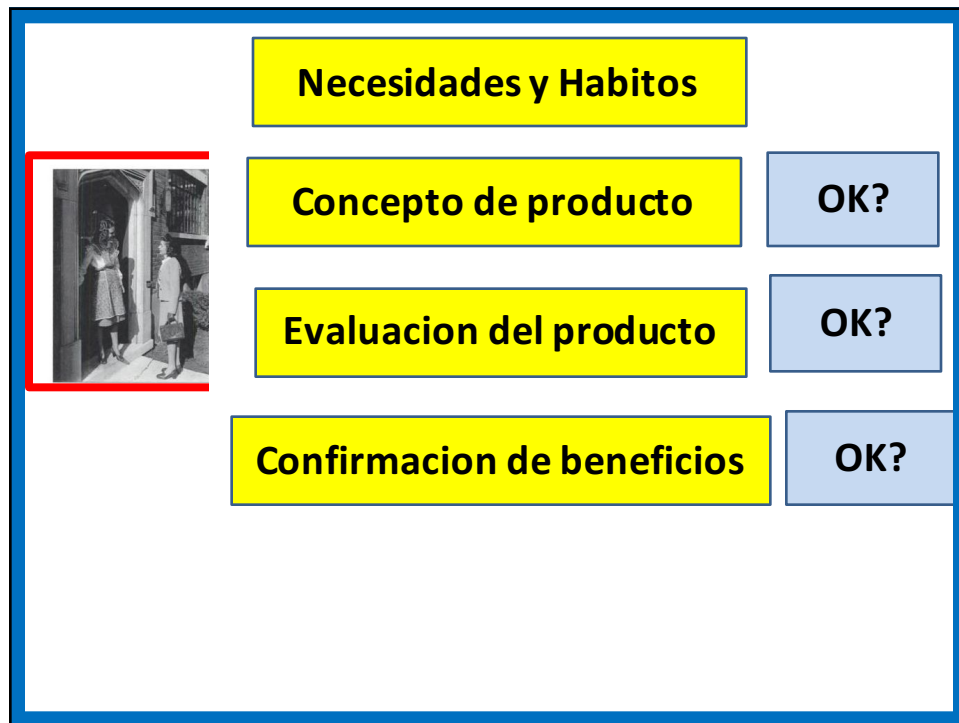 Necesidades y Habitos
Concepto de producto
OK?
Evaluacion del producto
OK?
Confirmacion de beneficios
OK?